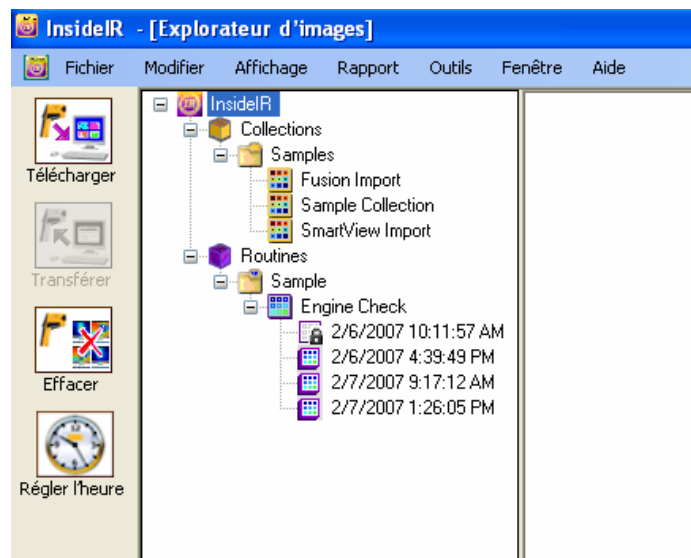 InsideIR - [Explorateur d'images]
Fichier Modifier Affichage Rapport Outils Fenêtre Aide
Télécharger
Transférer
Effacer
Régler l'heure
InsideIR
Collections
Samples
Fusion Import
Sample Collection
SmartView Import
Routines
Sample
Engine Check
2/6/2007 10:11:57 AM
2/6/2007 4:39:49 PM
2/7/2007 9:17:12 AM
2/7/2007 1:26:05 PM